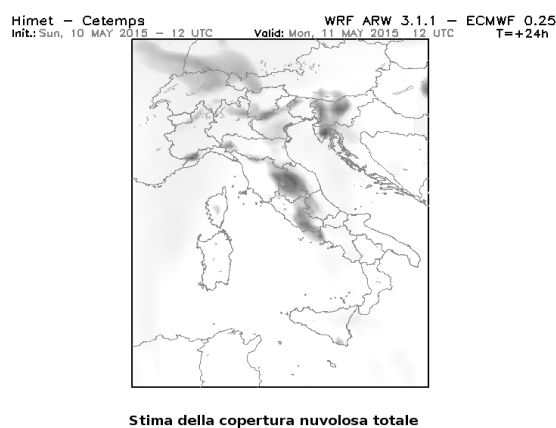 Himet – Cetemps WRF ARW 3.1.1 – ECMWF 0.25
Init.: Sun, 10 MAY 2015 – 12 UTC Valid: Mon, 11 MAY 2015 12 UTC T=+24h
Stima della copertura nuvolosa totale